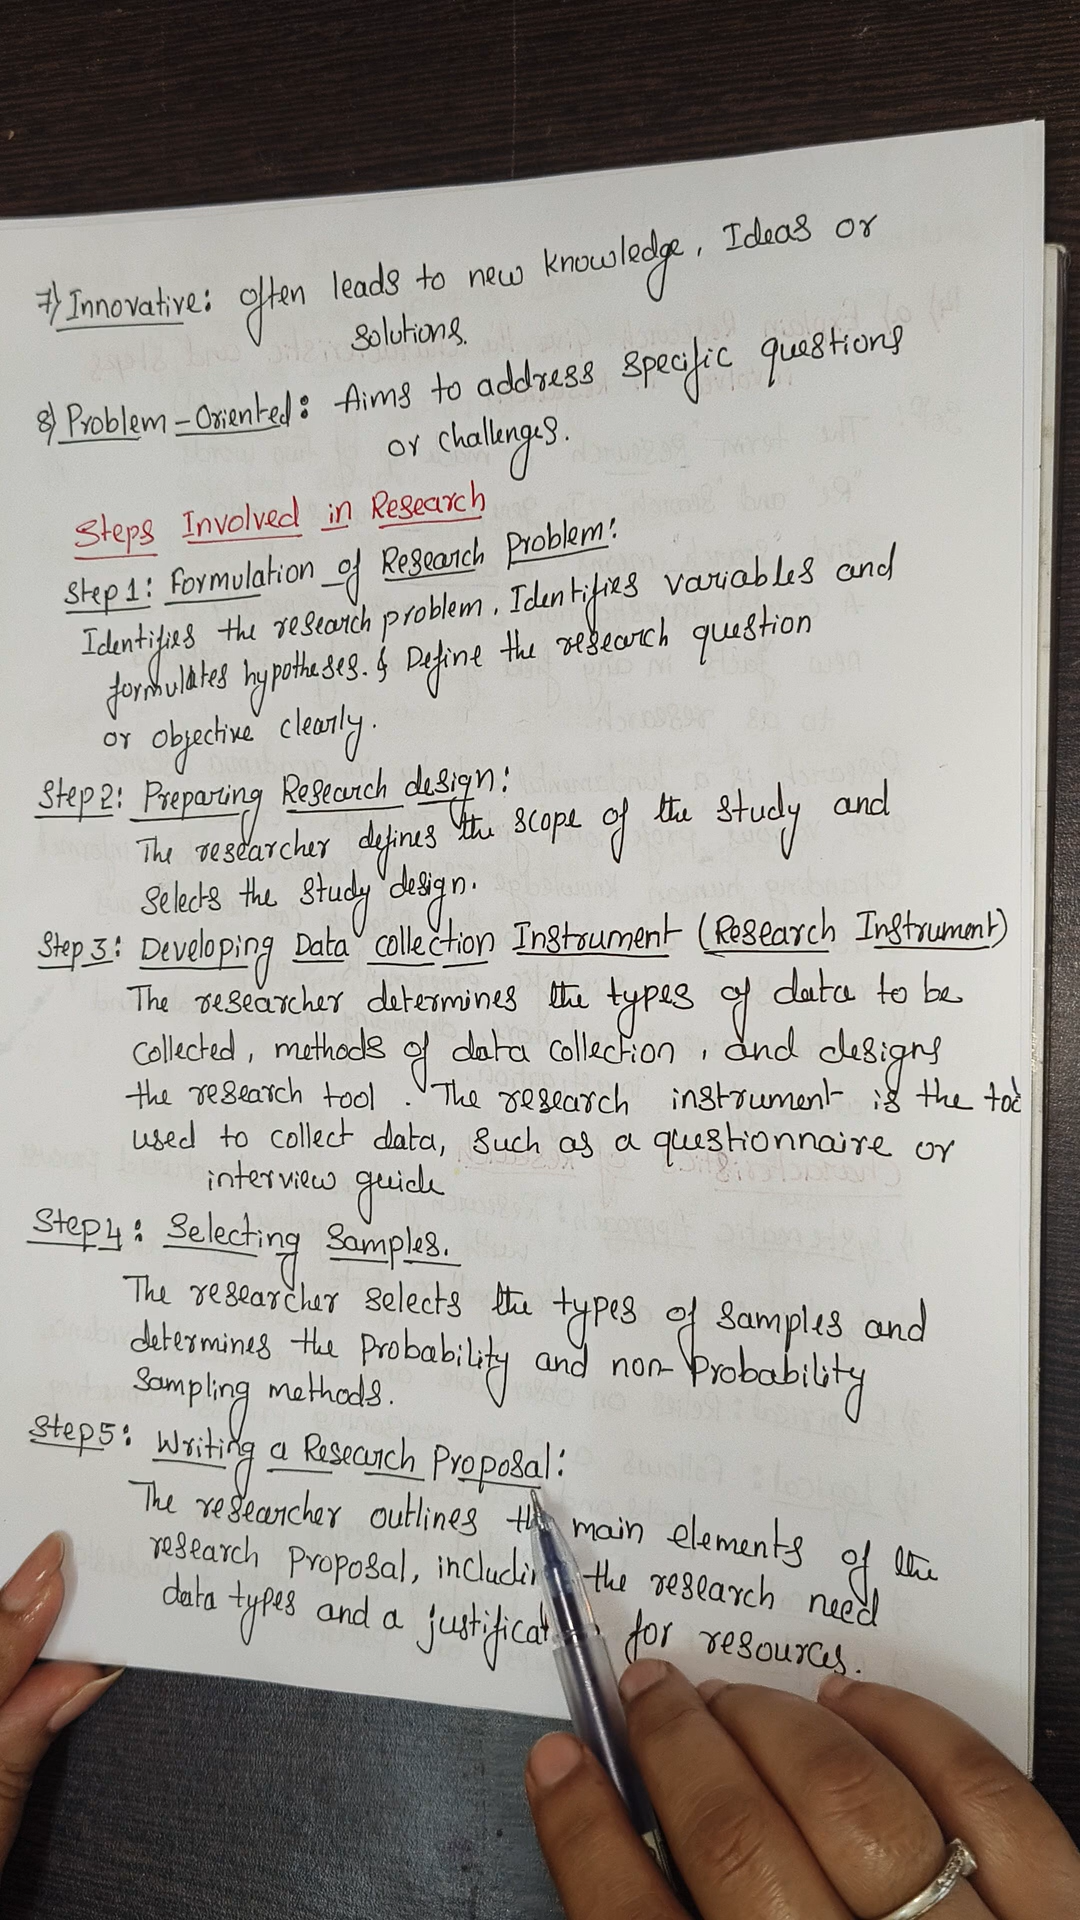 7) Innovative: often leads to new knowledge, Ideas or
solutions.
8) Problem-Oriented: Aims to address specific questions
or challenges.
Steps Involved in Research
Step 1: Formulation of Research Problem:
Identifies the research problem. Identifies variables and
formulates hypotheses. & Define the research question
or objective clearly.
Step 2: Preparing Research design:
The researcher defines the scope of the study and
selects the study design.
Step 3: Developing Data collection Instrument (Research Instrument)
The researcher determines the types of data to be
collected, methods of data collection, and designs
the research tool. The research instrument is the
used to collect data, such as a questionnaire or
interview guide
Step 4: Selecting Samples.
The researcher selects the types of samples and
determines the Probability and non-Probability
Sampling methods.
Step 5: Writing a Research Proposal:
The researcher outlines main elements of the
research proposal, the research need
data types and a for resources.